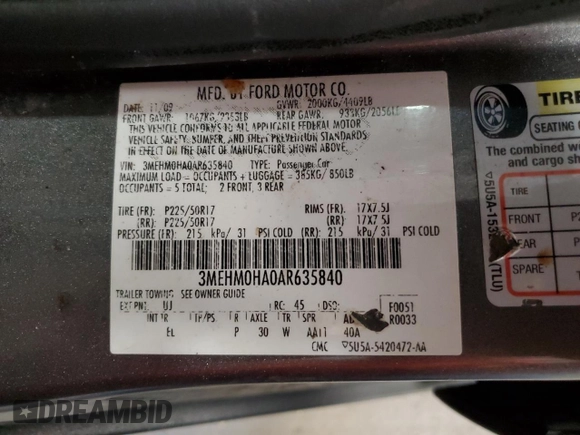 MFD. BY FORD MOTOR CO.
DATE: 11/09 GVWR: 2000KG/4409LB
FRONT GAWR: 1067KG/2353LB REAR GAWR: 933KG/2056LB
THIS VEHICLE CONFORMS TO ALL APPLICABLE FEDERAL MOTOR
VEHICLE SAFETY, BUMPER, AND THEFT PREVENTION STANDARDS
IN EFFECT ON THE DATE OF MANUFACTURE SHOWN ABOVE.
VIN: 3MEHM0HA0AR635840 TYPE: Passenger Car
MAXIMUM LOAD = OCCUPANTS + LUGGAGE = 385KG/ 850LB
OCCUPANTS = 5 TOTAL; 2 FRONT, 3 REAR
TIRE (FR): P225/50R17 RIMS (FR): 17X7.5J
(RR): P225/50R17 (RR): 17X7.5J
PRESSURE (FR): 215 kPa/ 31 PSI COLD (RR): 215 kPa/ 31 PSI COLD
3MEHM0HA0AR635840
TRAILER TOWING: SEE OWNER GUIDE
EXT PNT: UJ RC: 45 DSO: F0051
INT TR TP/PS R AXLE TR SPR R0033
EL P 30 W AA11 40A
CMC ▽5U5A-5420472-AA
TIRE
SEATING
The combined
and cargo
TIRE
FRONT
REAR
SPARE
(TLU)
DREAMBID